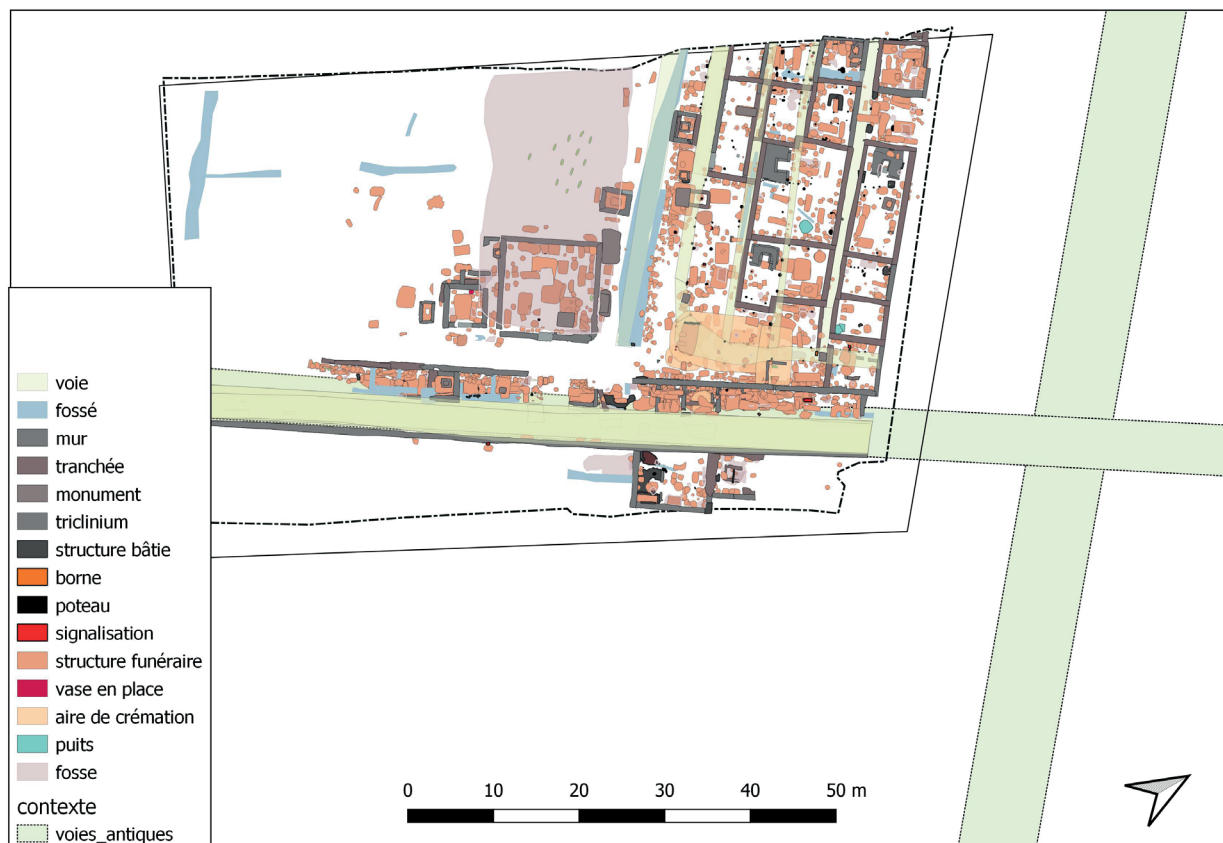 voie
fossé
mur
tranchée
monument
triclinium
structure bâtie
borne
poteau
signalisation
structure funéraire
vase en place
aire de crémation
puits
fosse
contexte
voies_antiques
0 10 20 30 40 50 m